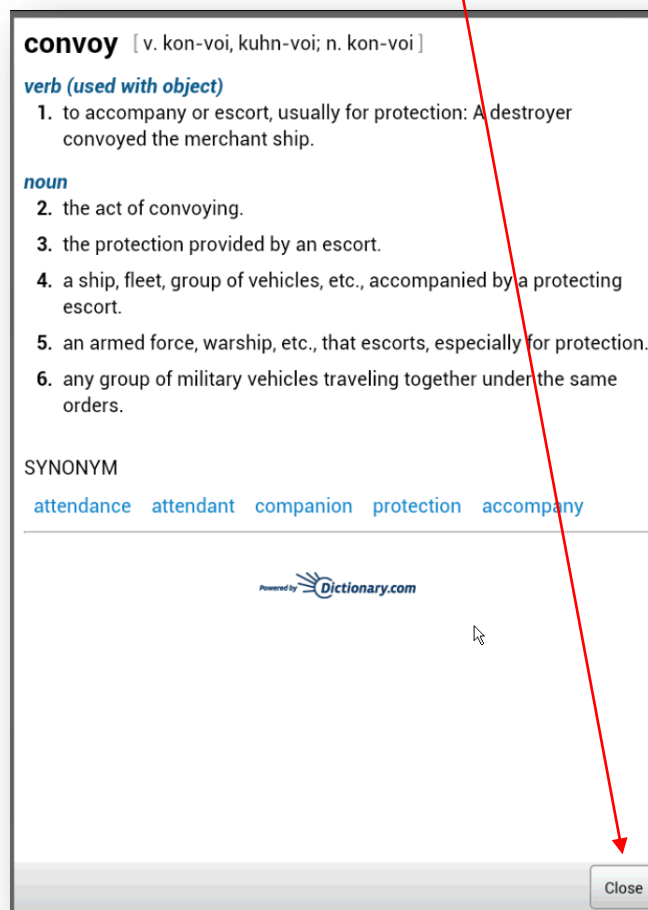 convoy [ v. kon-voi, kuhn-voi; n. kon-voi ]
verb (used with object)
1. to accompany or escort, usually for protection: A destroyer
convoyed the merchant ship.
noun
2. the act of convoying.
3. the protection provided by an escort.
4. a ship, fleet, group of vehicles, etc., accompanied by a protecting
escort.
5. an armed force, warship, etc., that escorts, especially for protection.
6. any group of military vehicles traveling together under the same
orders.
SYNONYM
attendance attendant companion protection accompany
Powered by Dictionary.com
Close